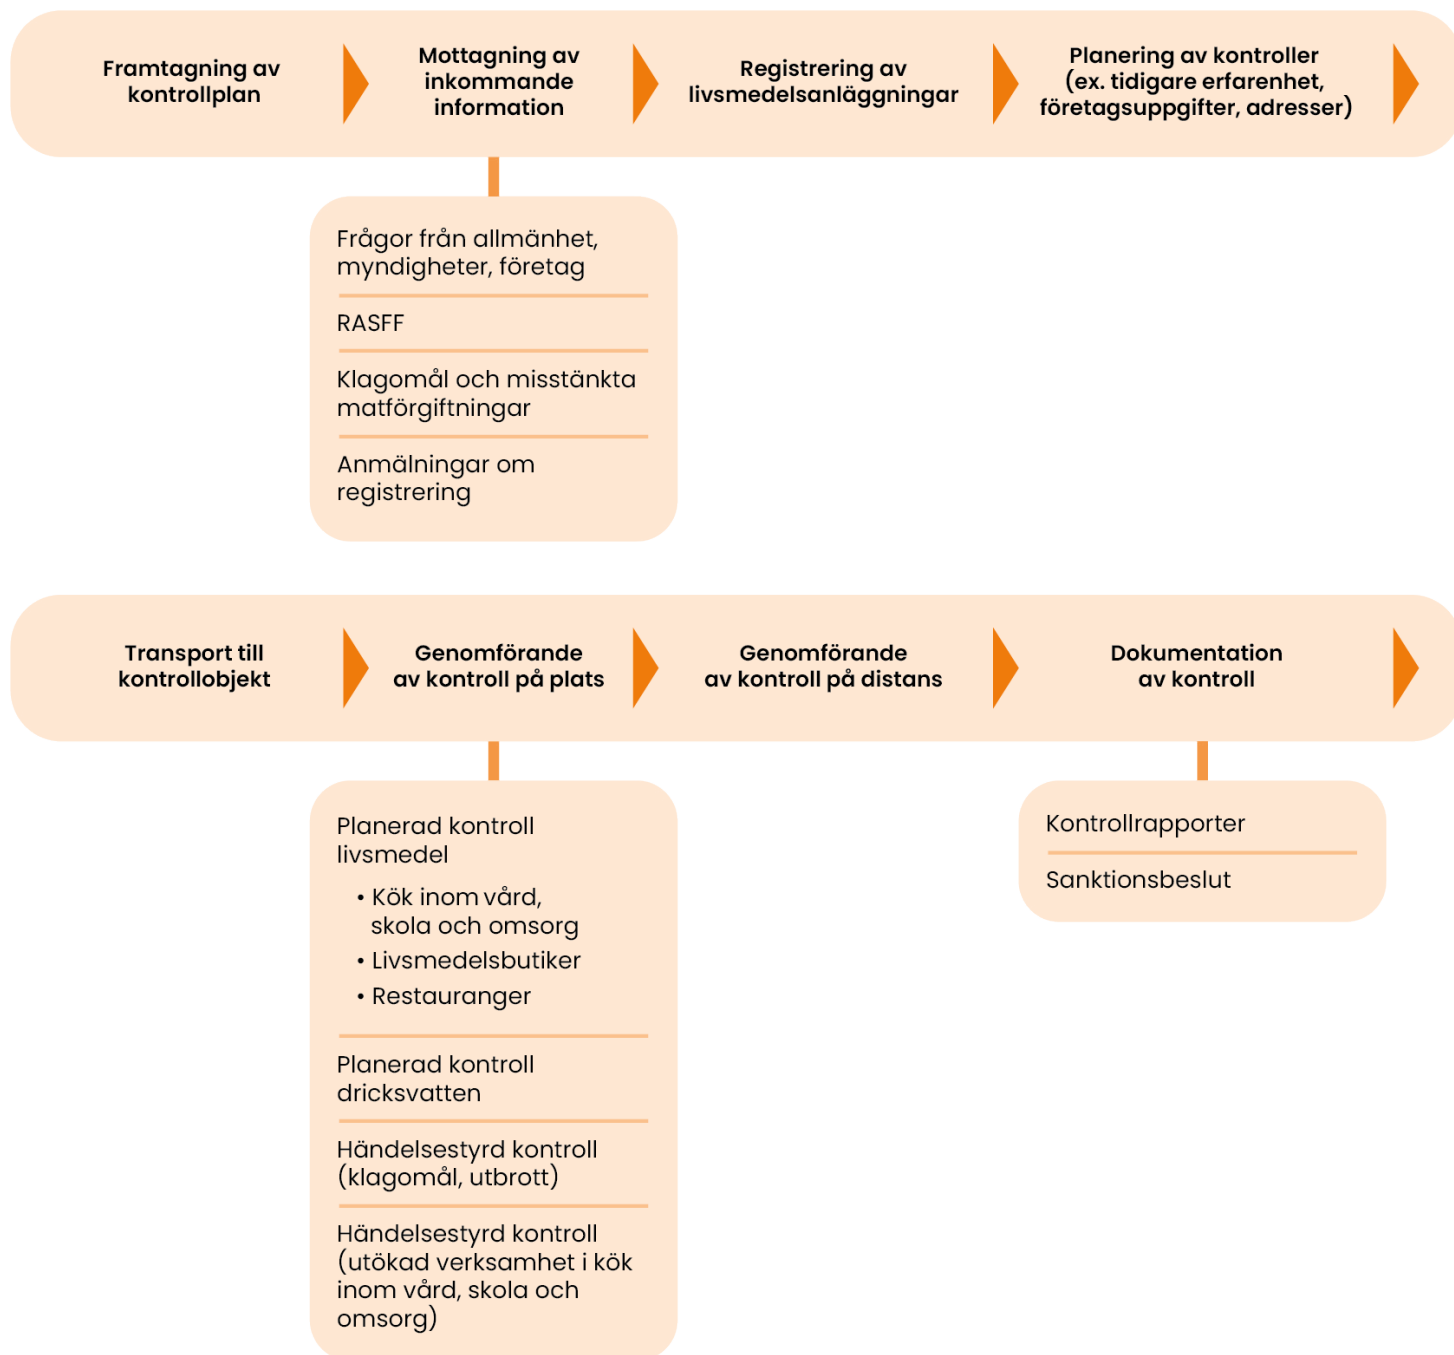 Framtagning av
kontrollplan
Mottagning av
inkommande
information
Registrering av
livsmedelsanläggningar
Planering av kontroller
(ex. tidigare erfarenhet,
företagsuppgifter, adresser)
Frågor från allmänhet,
myndigheter, företag
RASFF
Klagomål och misstänkta
matförgiftningar
Anmälningar om
registrering
Transport till
kontrollobjekt
Genomförande
av kontroll på plats
Genomförande
av kontroll på distans
Dokumentation
av kontroll
Planerad kontroll
livsmedel
• Kök inom vård,
skola och omsorg
• Livsmedelsbutiker
• Restauranger
Planerad kontroll
dricksvatten
Händelsestyrd kontroll
(klagomål, utbrott)
Händelsestyrd kontroll
(utökad verksamhet i kök
inom vård, skola och
omsorg)
Kontrollrapporter
Sanktionsbeslut